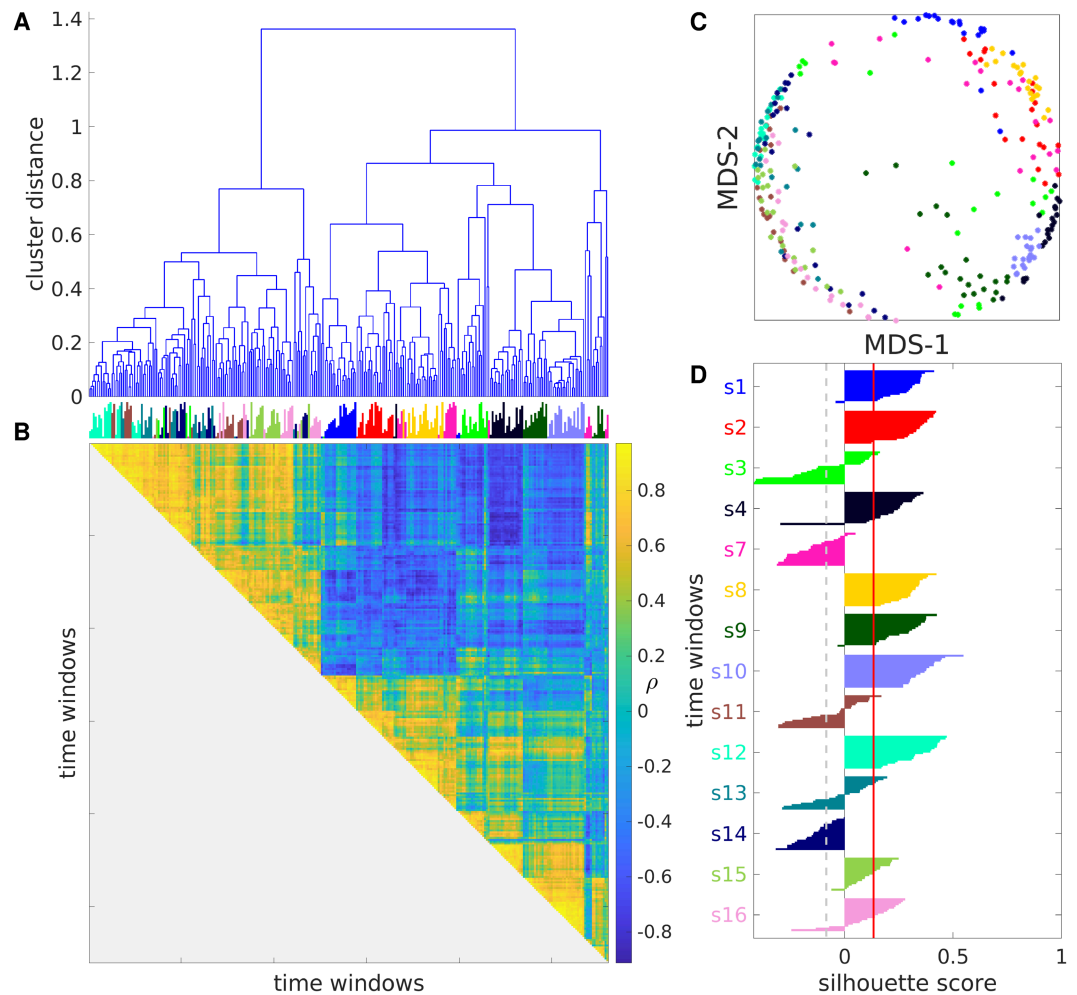 A
cluster distance
1.4
1.2
1
0.8
0.6
0.4
0.2
0
B
time windows
time windows
0.8
0.6
0.4
0.2
ρ
0
-0.2
-0.4
-0.6
-0.8
C
MDS-2
MDS-1
D
time windows
s1
s2
s3
s4
s7
s8
s9
s10
s11
s12
s13
s14
s15
s16
0 0.5 1
silhouette score